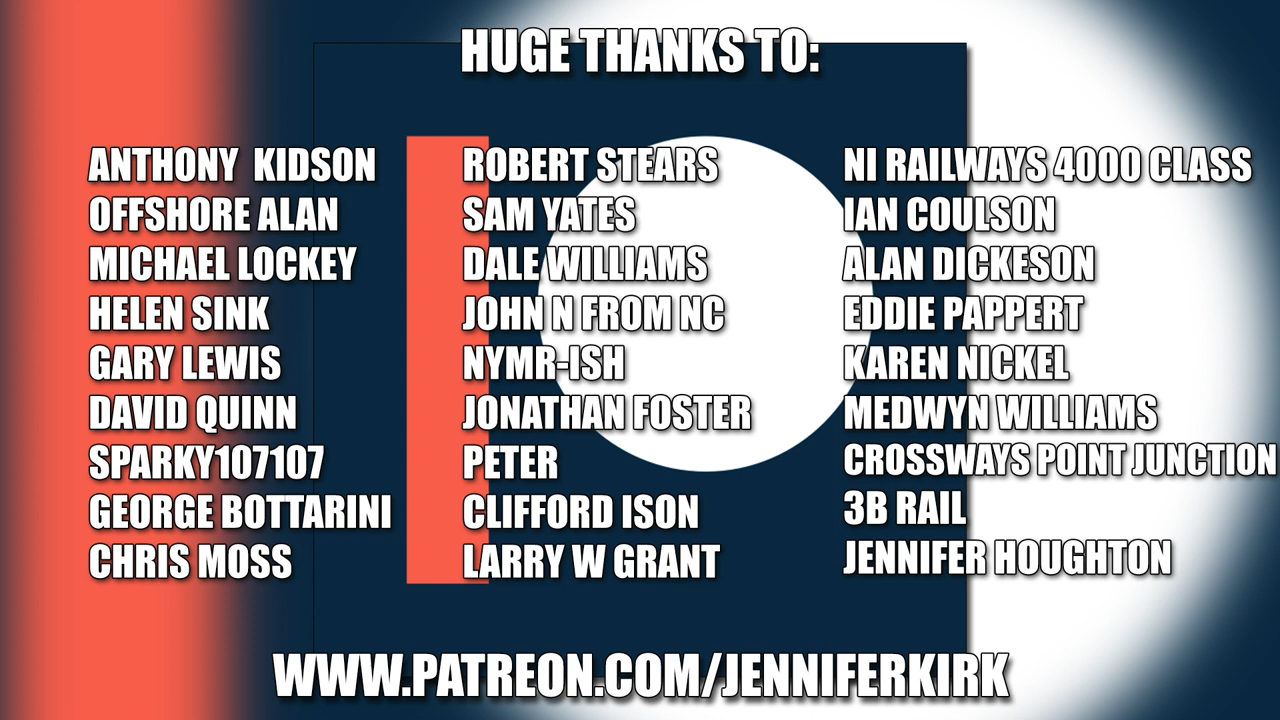 HUGE THANKS TO:
ANTHONY KIDSON
OFFSHORE ALAN
MICHAEL LOCKEY
HELEN SINK
GARY LEWIS
DAVID QUINN
SPARKY107107
GEORGE BOTTARINI
CHRIS MOSS
ROBERT STEARS
SAM YATES
DALE WILLIAMS
JOHN N FROM NC
NYMR-ISH
JONATHAN FOSTER
PETER
CLIFFORD ISON
LARRY W GRANT
NI RAILWAYS 4000 CLASS
IAN COULSON
ALAN DICKESON
EDDIE PAPPERT
KAREN NICKEL
MEDWYN WILLIAMS
CROSSWAYS POINT JUNCTION
3B RAIL
JENNIFER HOUGHTON
WWW.PATREON.COM/JENNIFERKIRK